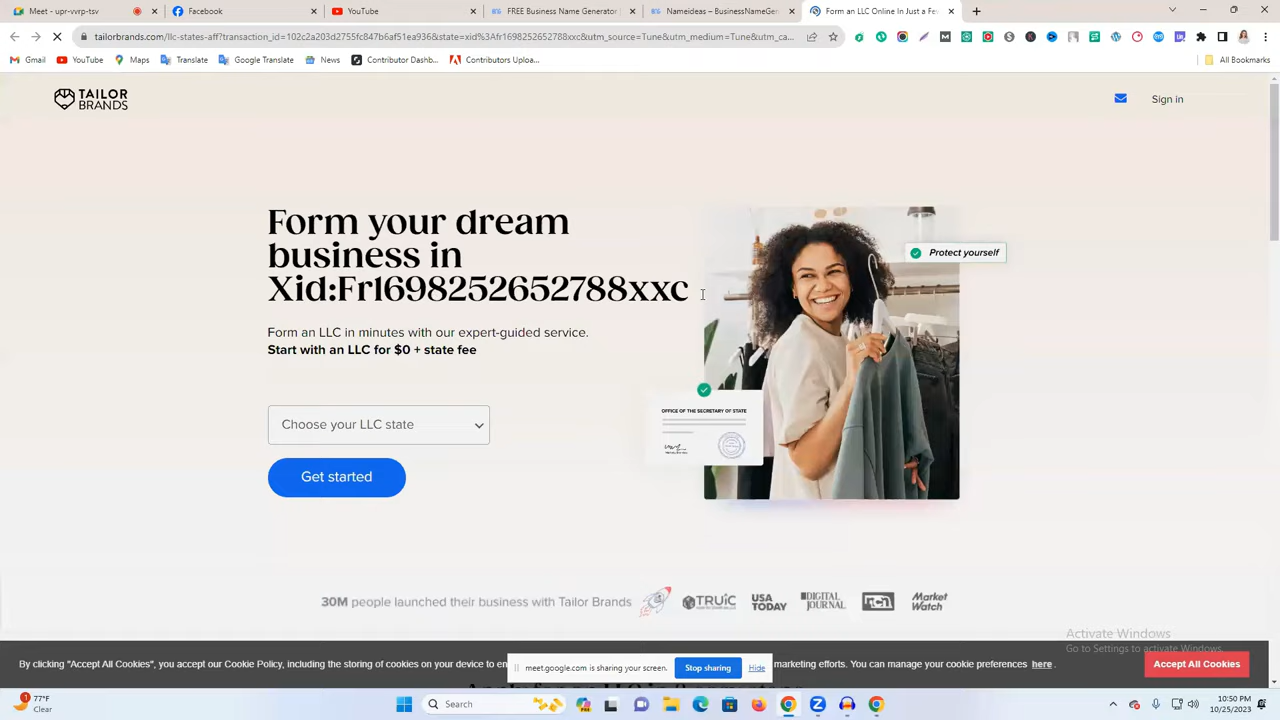 Meet - upr-vvrp-tsv
Facebook
YouTube
FREE Business Name Generator
Nameideas – BusinessNameGen
Form an LLC Online In Just a Fe
tailorbrands.com/llc-states-aff?transaction_id=102c2a203d2755fc847b6af51ea936&state=xid%3Afr1698252652788xxc&utm_source=Tune&utm_medium=Tune&utm_ca...
Gmail
YouTube
Maps
Translate
Google Translate
News
Contributor Dashb...
Contributors Uploa...
All Bookmarks
TAILOR
BRANDS
Sign in
Form your dream
business in
Xid:Fr1698252652788xxc
Protect yourself
Form an LLC in minutes with our expert-guided service.
Start with an LLC for $0 + state fee
OFFICE OF THE SECRETARY OF STATE
Choose your LLC state
Get started
30M people launched their business with Tailor Brands
TRUiC
USA
TODAY
DIGITAL
JOURNAL
Market
Watch
Activate Windows
Go to Settings to activate Windows.
By clicking "Accept All Cookies", you accept our Cookie Policy, including the storing of cookies on your device to en
meet.google.com is sharing your screen.
Stop sharing
Hide
marketing efforts. You can manage your cookie preferences here .
Accept All Cookies
77°F
Clear
Search
10:50 PM
10/25/2023